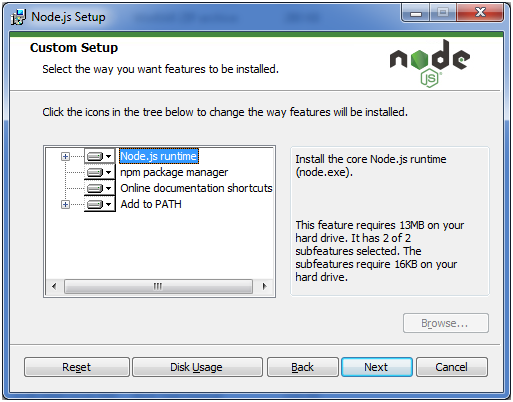 Node.js Setup
Custom Setup
Select the way you want features to be installed.
node
JS
Click the icons in the tree below to change the way features will be installed.
Node.js runtime
npm package manager
Online documentation shortcuts
Add to PATH
Install the core Node.js runtime
(node.exe).
This feature requires 13MB on your
hard drive. It has 2 of 2
subfeatures selected. The
subfeatures require 16KB on your
hard drive.
Browse...
Reset
Disk Usage
Back
Next
Cancel